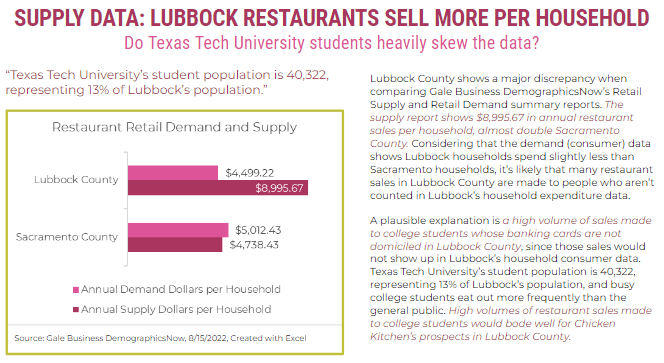 SUPPLY DATA: LUBBOCK RESTAURANTS SELL MORE PER HOUSEHOLD
Do Texas Tech University students heavily skew the data?
“Texas Tech University’s student population is 40,322,
representing 13% of Lubbock’s population.”
Restaurant Retail Demand and Supply
Lubbock County
$4,499.22
$8,995.67
Sacramento County
$5,012.43
$4,738.43
Annual Demand Dollars per Household
Annual Supply Dollars per Household
Source: Gale Business DemographicsNow, 8/15/2022, Created with Excel
Lubbock County shows a major discrepancy when
comparing Gale Business DemographicsNow’s Retail
Supply and Retail Demand summary reports. The
supply report shows $8,995.67 in annual restaurant
sales per household, almost double Sacramento
County. Considering that the demand (consumer) data
shows Lubbock households spend slightly less than
Sacramento households, it’s likely that many restaurant
sales in Lubbock County are made to people who aren’t
counted in Lubbock’s household expenditure data.
A plausible explanation is a high volume of sales made
to college students whose banking cards are not
domiciled in Lubbock County, since those sales would
not show up in Lubbock’s household consumer data.
Texas Tech University’s student population is 40,322,
representing 13% of Lubbock’s population, and busy
college students eat out more frequently than the
general public. High volumes of restaurant sales made
to college students would bode well for Chicken
Kitchen’s prospects in Lubbock County.